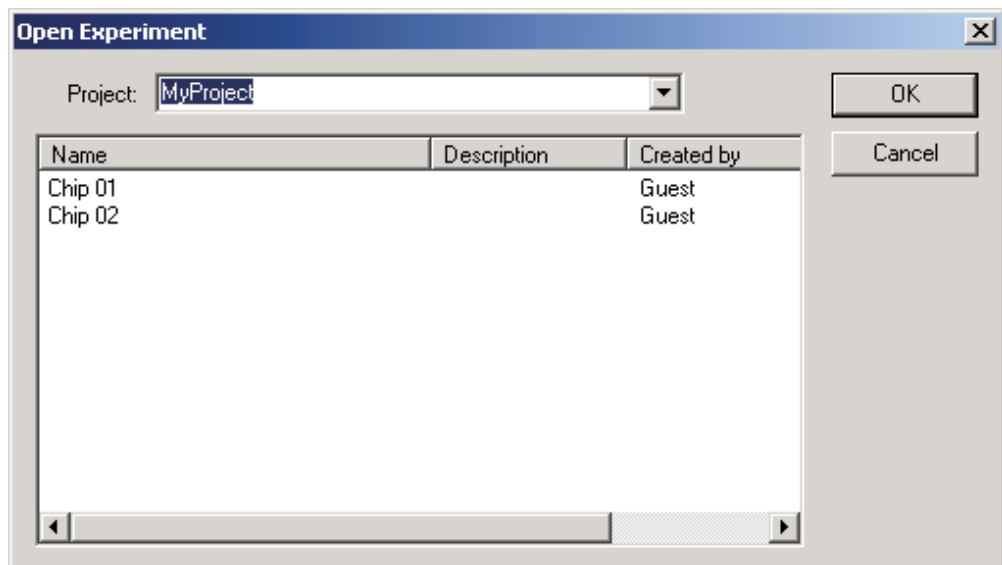 Open Experiment
Project: MyProject
OK
Cancel
Name Description Created by
Chip 01 Guest
Chip 02 Guest